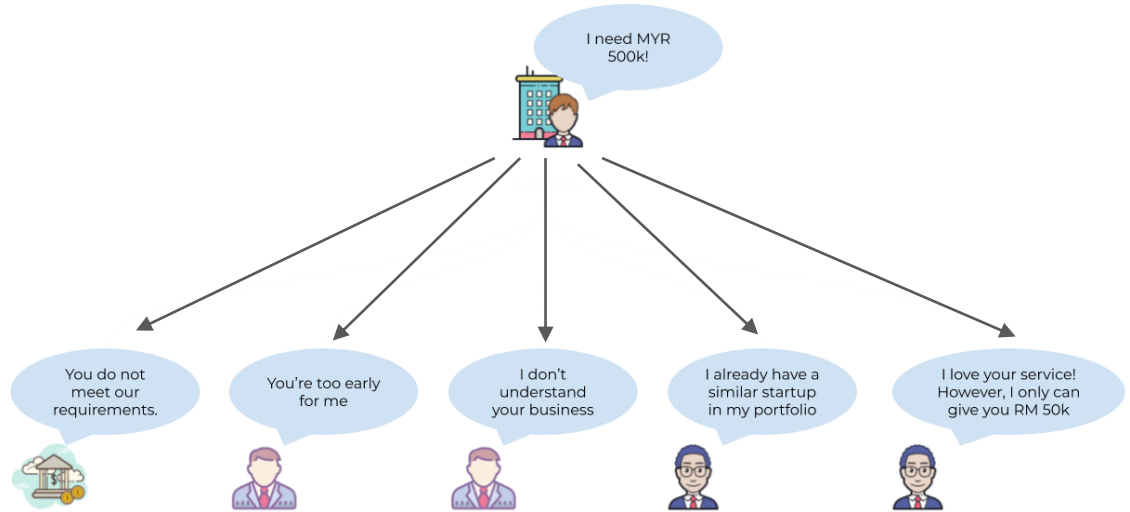 I need MYR
500k!
You do not
meet our
requirements.
You're too early
for me
I don't
understand
your business
I already have a
similar startup
in my portfolio
I love your service!
However, I only can
give you RM 50k
$